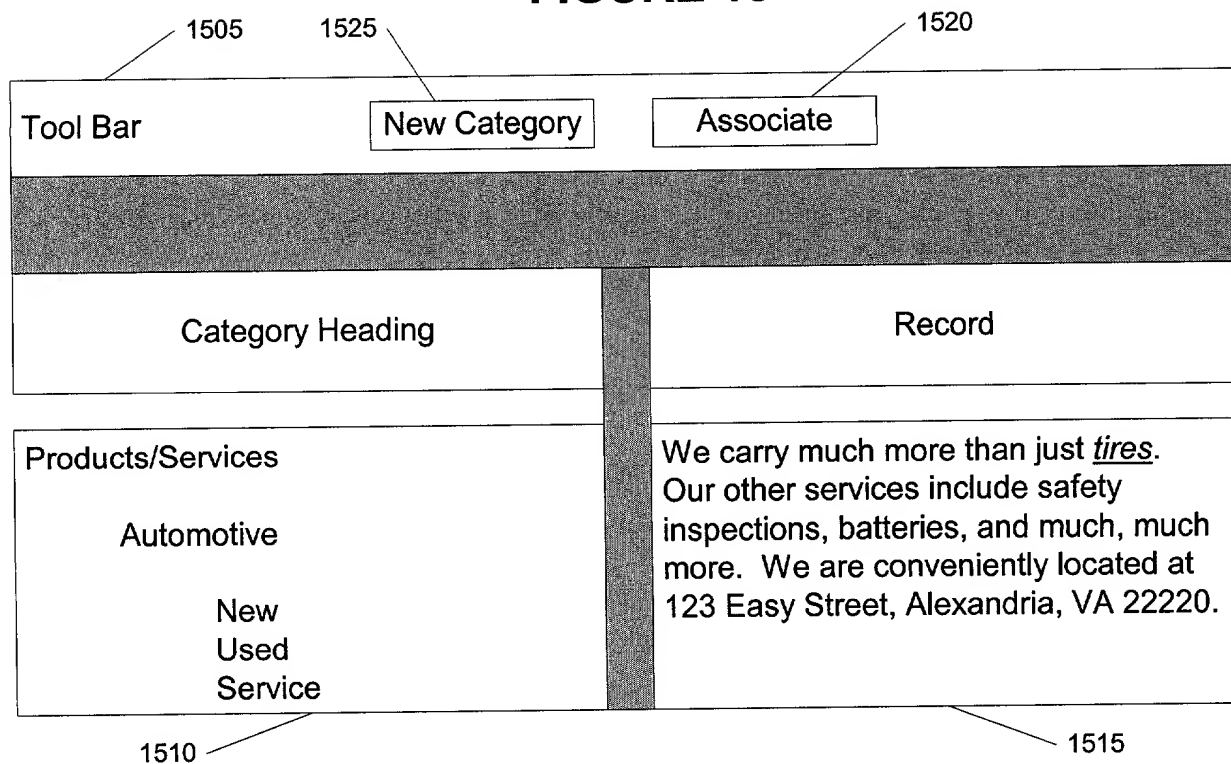 1505
1525
1520
Tool Bar
New Category
Associate
Category Heading
Record
Products/Services
Automotive
New
Used
Service
We carry much more than just tires.
Our other services include safety
inspections, batteries, and much, much
more. We are conveniently located at
123 Easy Street, Alexandria, VA 22220.
1510
1515